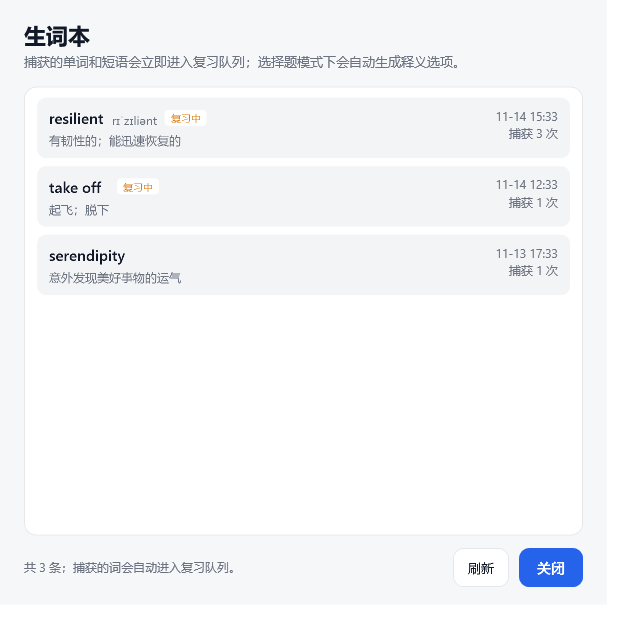 生词本
捕获的单词和短语会立即进入复习队列；选择题模式下会自动生成释义选项。
resilient rɪˈzɪliənt 复习中 11-14 15:33
有韧性的；能迅速恢复的 捕获 3 次
take off 复习中 11-14 12:33
起飞；脱下 捕获 1 次
serendipity 11-13 17:33
意外发现美好事物的运气 捕获 1 次
共 3 条；捕获的词会自动进入复习队列。 刷新 关闭